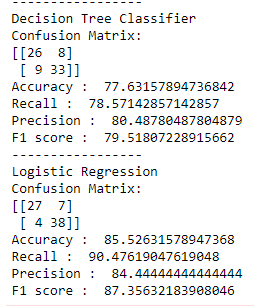 -----------------
Decision Tree Classifier
Confusion Matrix:
[[26  8]
 [ 9 33]]
Accuracy :  77.63157894736842
Recall :  78.57142857142857
Precision :  80.48780487804879
F1 score :  79.51807228915662
-----------------
Logistic Regression
Confusion Matrix:
[[27  7]
 [ 4 38]]
Accuracy :  85.52631578947368
Recall :  90.47619047619048
Precision :  84.44444444444444
F1 score :  87.35632183908046